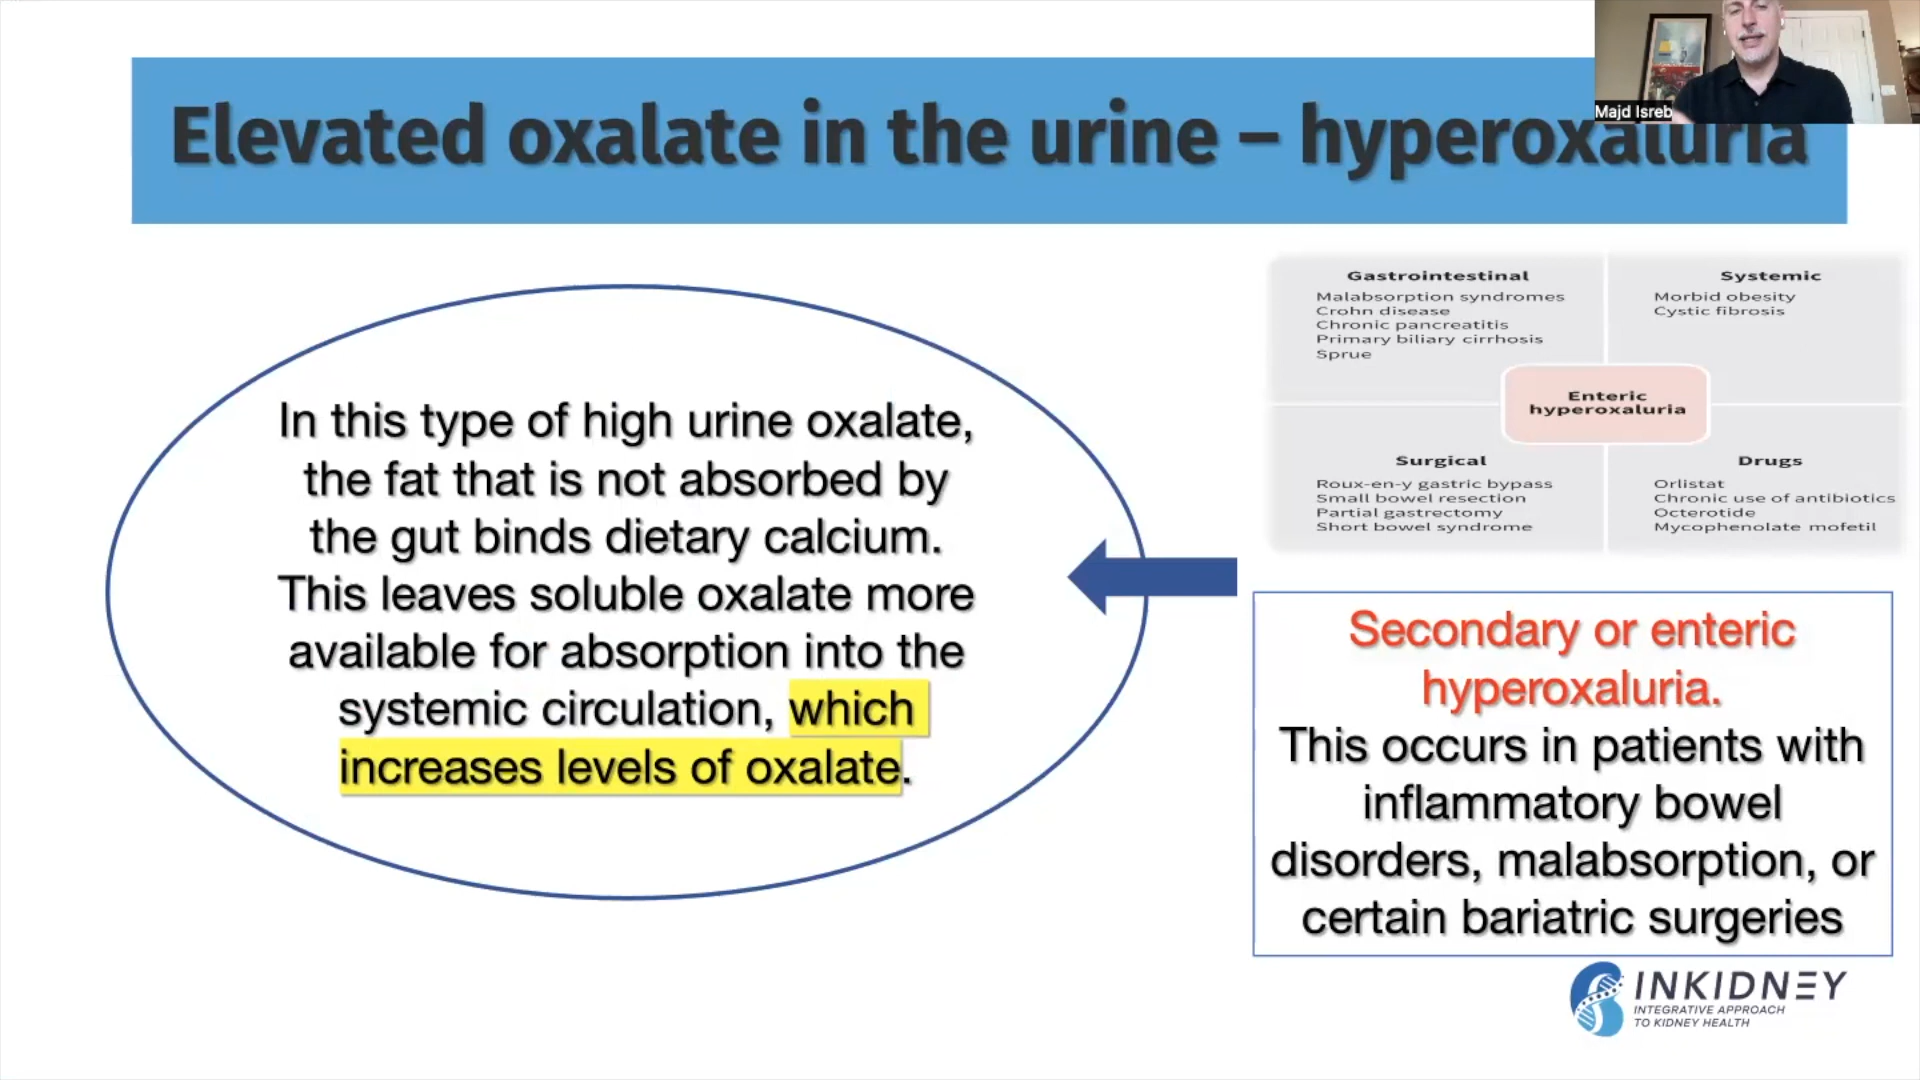 Majd Isreb
Elevated oxalate in the urine – hyperoxaluria
In this type of high urine oxalate,
the fat that is not absorbed by
the gut binds dietary calcium.
This leaves soluble oxalate more
available for absorption into the
systemic circulation, which
increases levels of oxalate.
Gastrointestinal
Malabsorption syndromes
Crohn disease
Chronic pancreatitis
Primary biliary cirrhosis
Sprue
Systemic
Morbid obesity
Cystic fibrosis
Enteric
hyperoxaluria
Surgical
Roux-en-y gastric bypass
Small bowel resection
Partial gastrectomy
Short bowel syndrome
Drugs
Orlistat
Chronic use of antibiotics
Octerotide
Mycophenolate mofetil
Secondary or enteric
hyperoxaluria.
This occurs in patients with
inflammatory bowel
disorders, malabsorption, or
certain bariatric surgeries
INKIDNEY
INTEGRATIVE APPROACH
TO KIDNEY HEALTH